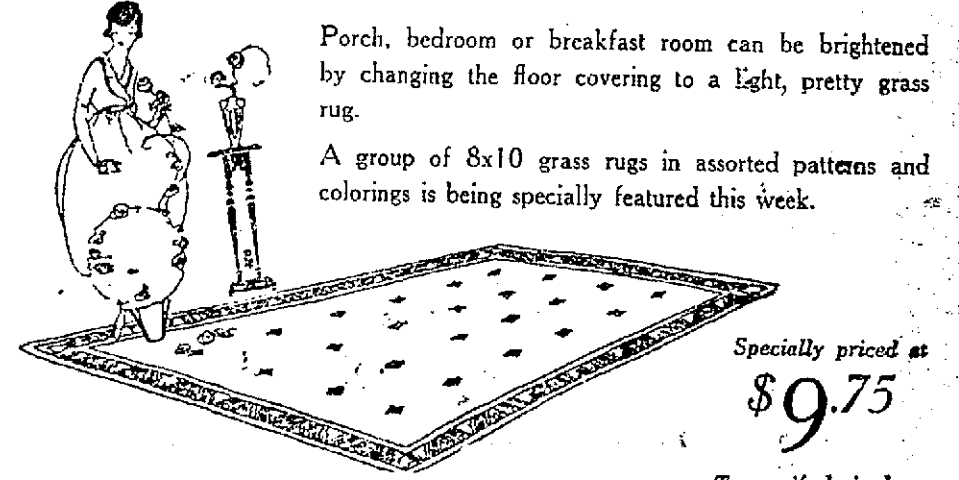 Porch, bedroom or breakfast room can be brightened
by changing the floor covering to a light, pretty grass
rug.
A group of 8x10 grass rugs in assorted patterns and
colorings is being specially featured this week.
Specially priced at
$9.75